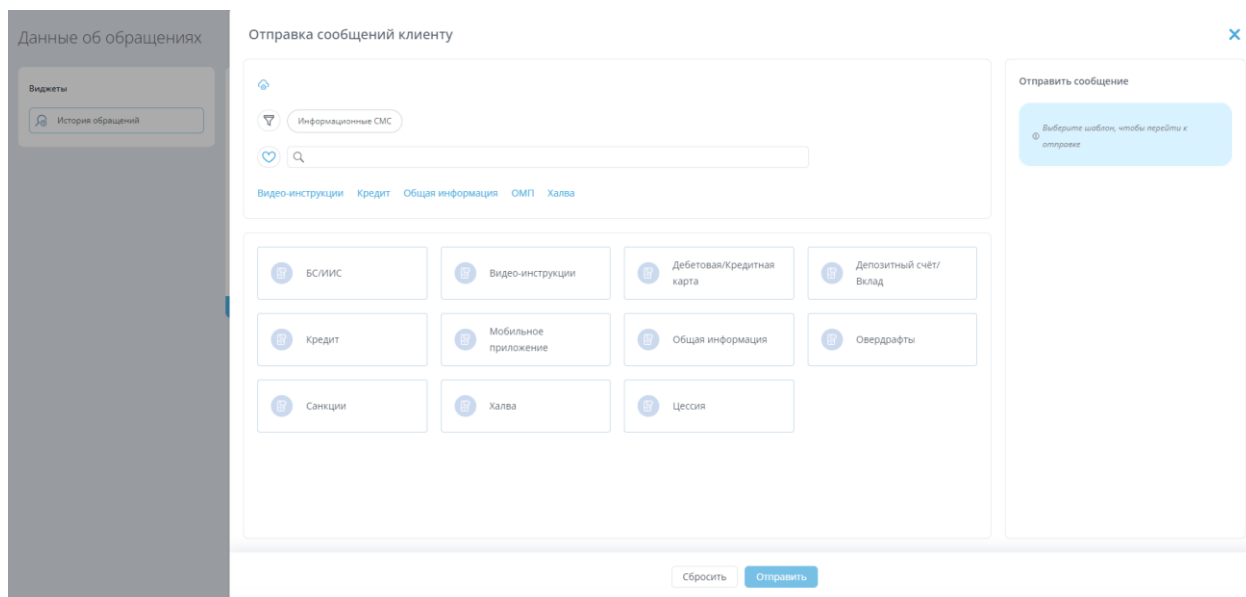 Данные об обращениях
Виджеты
История обращений
Отправка сообщений клиенту
Информационные СМС
Видео-инструкции Кредит Общая информация ОМП Халва
БС/ИИС
Видео-инструкции
Дебетовая/Кредитная
карта
Депозитный счёт/
Вклад
Кредит
Мобильное
приложение
Общая информация
Овердрафты
Санкции
Халва
Цессия
Отправить сообщение
Выберите шаблон, чтобы перейти к
отправке
Сбросить
Отправить